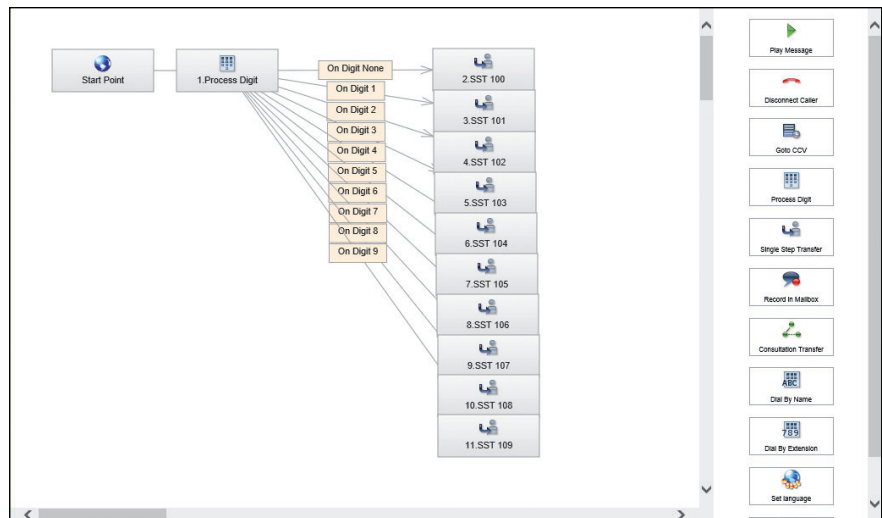 Start Point
1.Process Digit
On Digit None
On Digit 1
On Digit 2
On Digit 3
On Digit 4
On Digit 5
On Digit 6
On Digit 7
On Digit 8
On Digit 9
2.SST 100
3.SST 101
4.SST 102
5.SST 103
6.SST 104
7.SST 105
8.SST 106
9.SST 107
10.SST 108
11.SST 109
Play Message
Disconnect Caller
Goto CCV
Process Digit
Single Step Transfer
Record In Mailbox
Consultation Transfer
ABC
Dial By Name
789
Dial By Extension
Set language